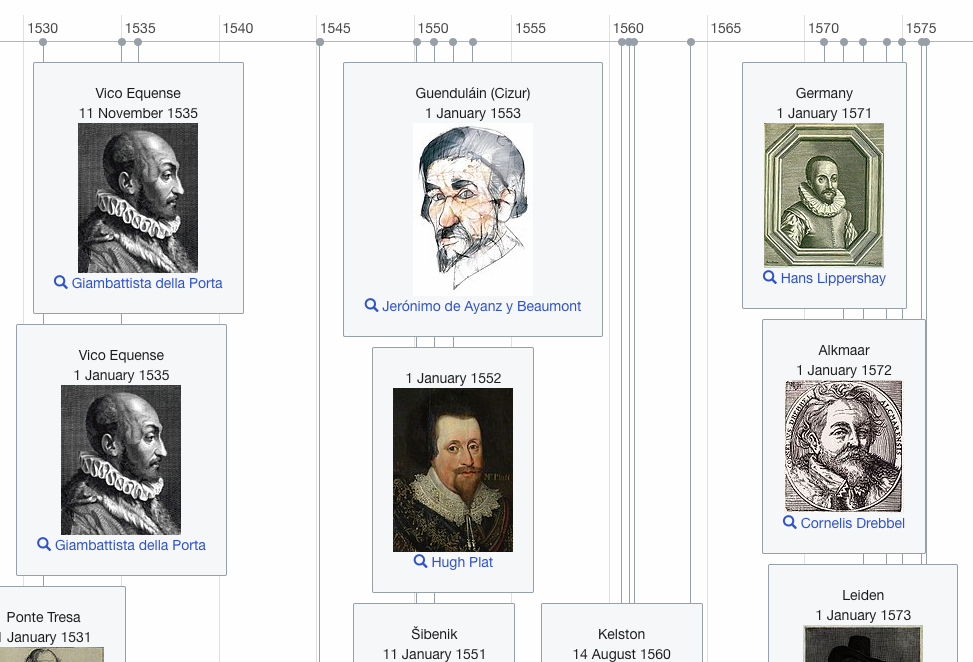 1530
1535
1540
1545
1550
1555
1560
1565
1570
1575
Vico Equense
11 November 1535
Giambattista della Porta
Vico Equense
1 January 1535
Giambattista della Porta
Ponte Tresa
1 January 1531
Guenduláin (Cizur)
1 January 1553
Jerónimo de Ayanz y Beaumont
1 January 1552
Hugh Plat
Šibenik
11 January 1551
Kelston
14 August 1560
Germany
1 January 1571
Hans Lippershay
Alkmaar
1 January 1572
Cornelis Drebbel
Leiden
1 January 1573